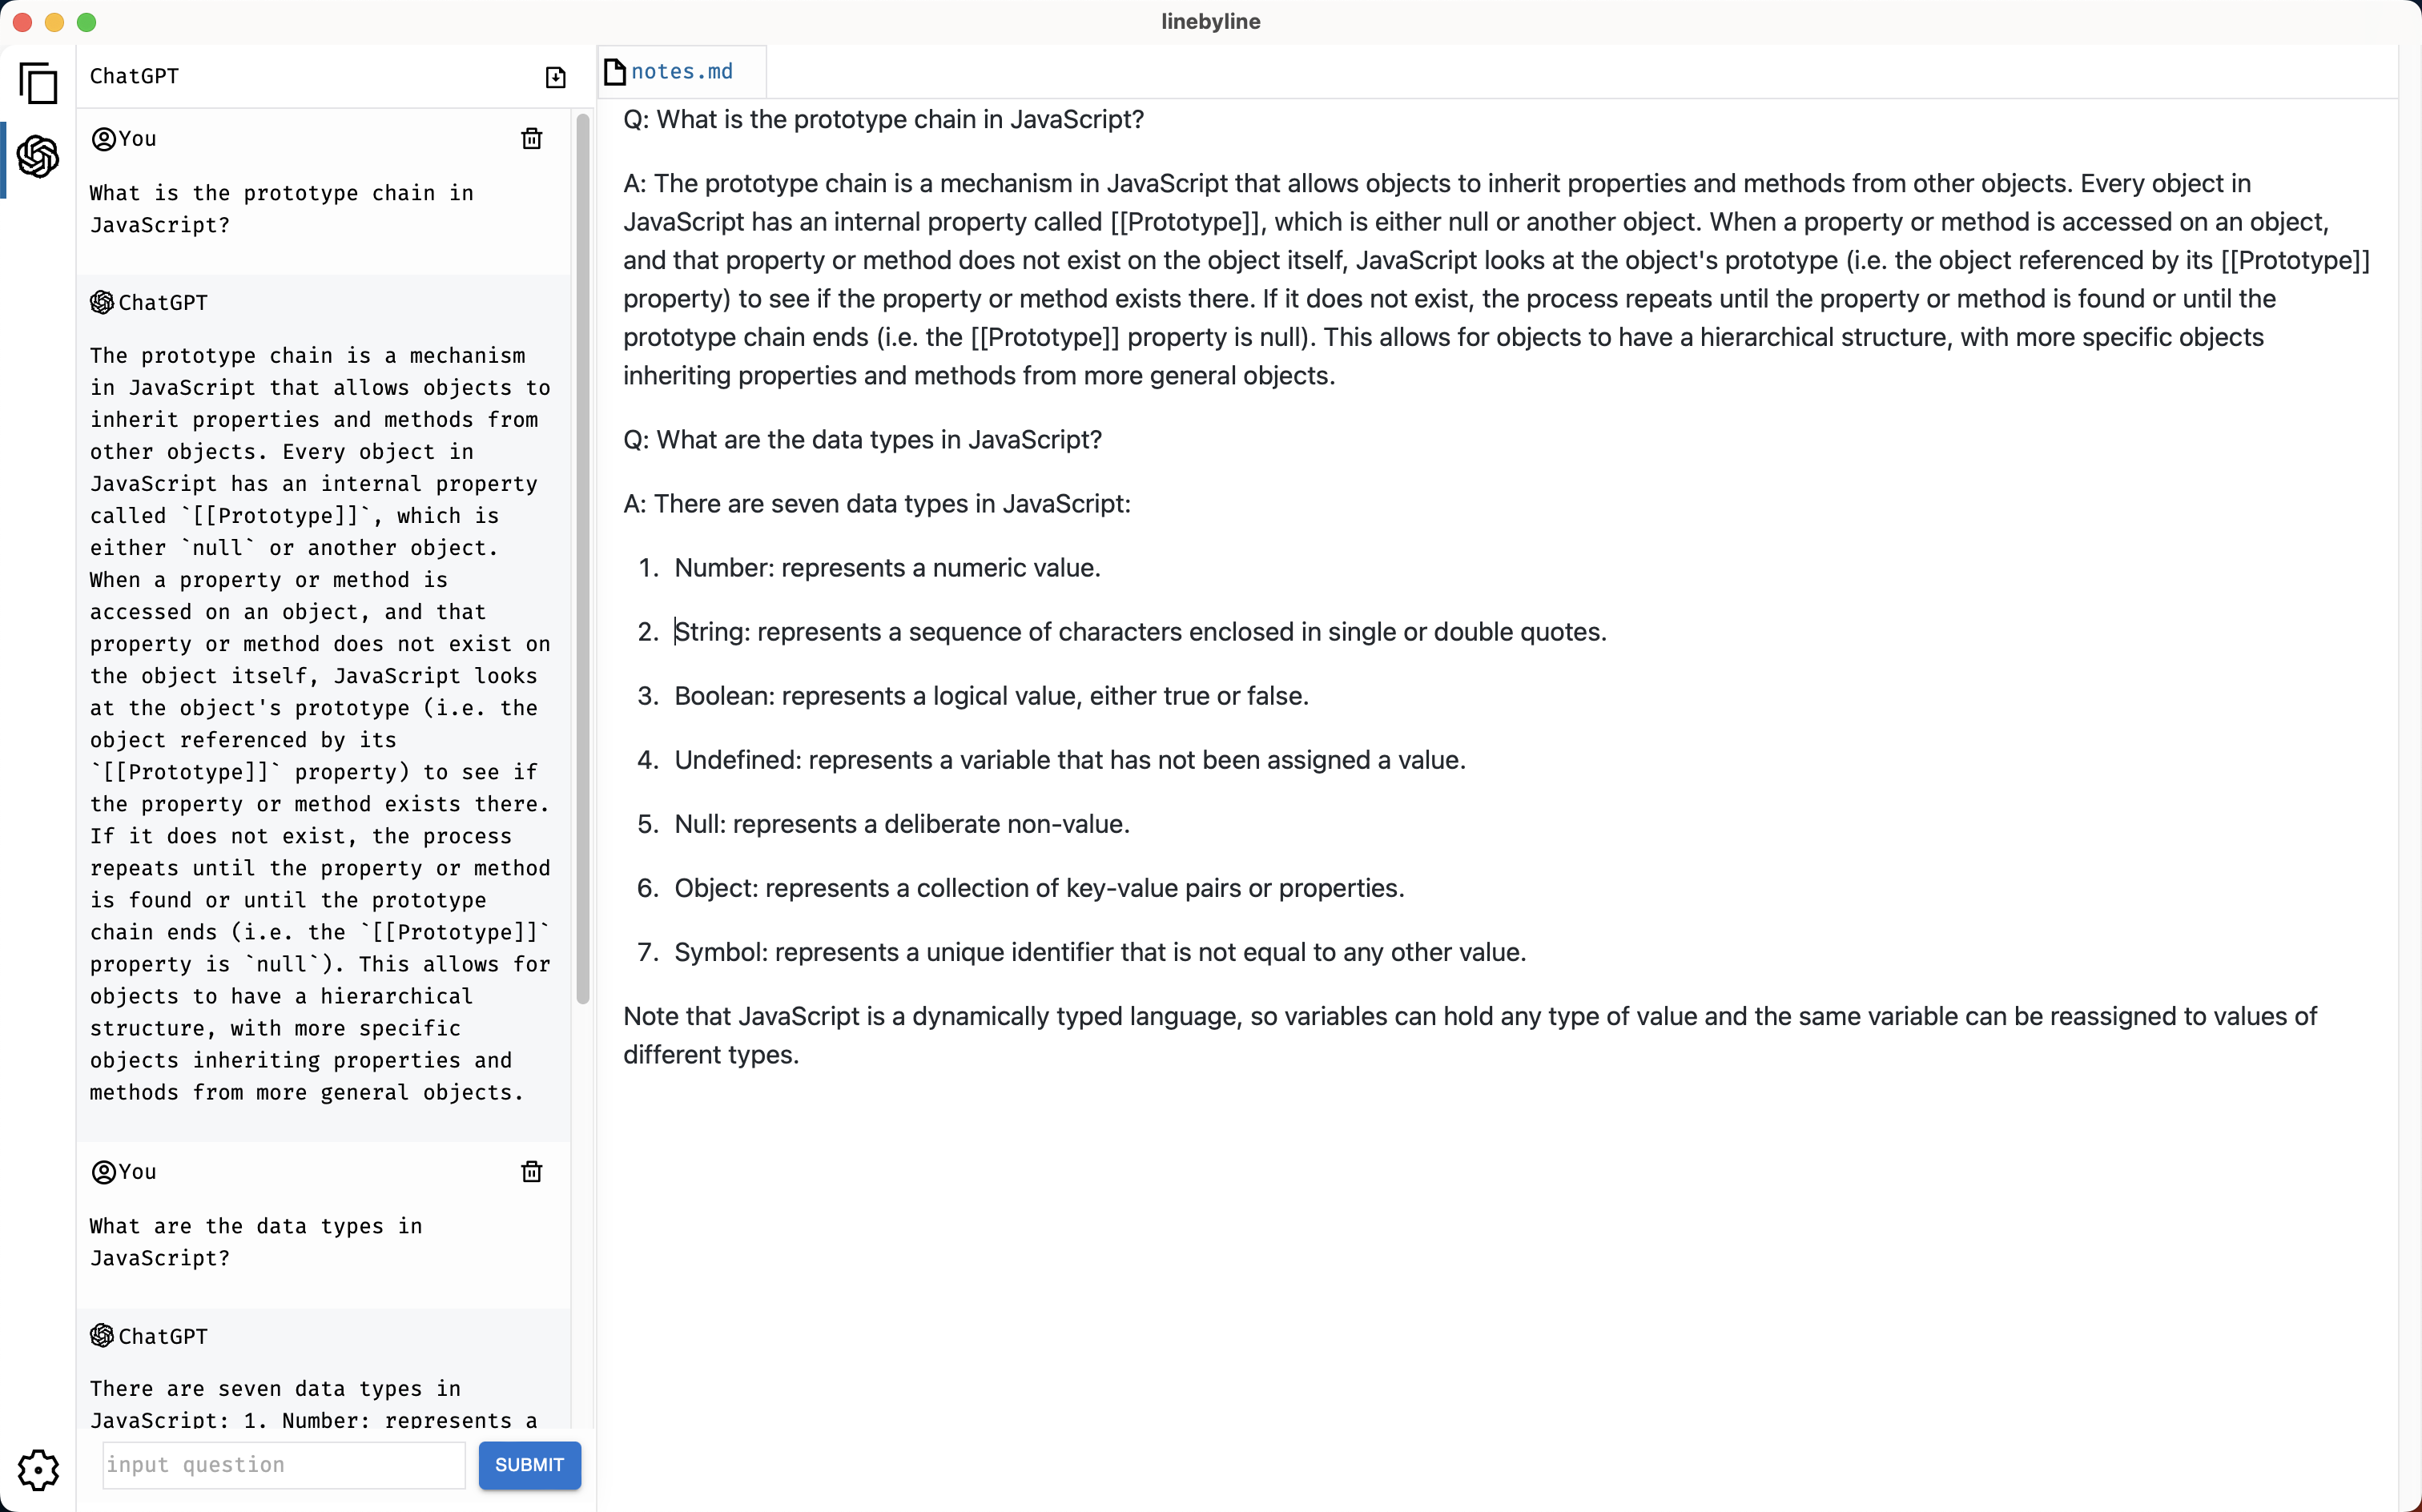 linebyline
ChatGPT
You
What is the prototype chain in
JavaScript?
ChatGPT
The prototype chain is a mechanism
in JavaScript that allows objects to
inherit properties and methods from
other objects. Every object in
JavaScript has an internal property
called `[[Prototype]]`, which is
either `null` or another object.
When a property or method is
accessed on an object, and that
property or method does not exist on
the object itself, JavaScript looks
at the object's prototype (i.e. the
object referenced by its
`[[Prototype]]` property) to see if
the property or method exists there.
If it does not exist, the process
repeats until the property or method
is found or until the prototype
chain ends (i.e. the `[[Prototype]]`
property is `null`). This allows for
objects to have a hierarchical
structure, with more specific
objects inheriting properties and
methods from more general objects.
You
What are the data types in
JavaScript?
ChatGPT
There are seven data types in
JavaScript: 1. Number: represents a
input question
SUBMIT
notes.md
Q: What is the prototype chain in JavaScript?
A: The prototype chain is a mechanism in JavaScript that allows objects to inherit properties and methods from other objects. Every object in
JavaScript has an internal property called [[Prototype]], which is either null or another object. When a property or method is accessed on an object,
and that property or method does not exist on the object itself, JavaScript looks at the object's prototype (i.e. the object referenced by its [[Prototype]]
property) to see if the property or method exists there. If it does not exist, the process repeats until the property or method is found or until the
prototype chain ends (i.e. the [[Prototype]] property is null). This allows for objects to have a hierarchical structure, with more specific objects
inheriting properties and methods from more general objects.
Q: What are the data types in JavaScript?
A: There are seven data types in JavaScript:
1. Number: represents a numeric value.
2. String: represents a sequence of characters enclosed in single or double quotes.
3. Boolean: represents a logical value, either true or false.
4. Undefined: represents a variable that has not been assigned a value.
5. Null: represents a deliberate non-value.
6. Object: represents a collection of key-value pairs or properties.
7. Symbol: represents a unique identifier that is not equal to any other value.
Note that JavaScript is a dynamically typed language, so variables can hold any type of value and the same variable can be reassigned to values of
different types.